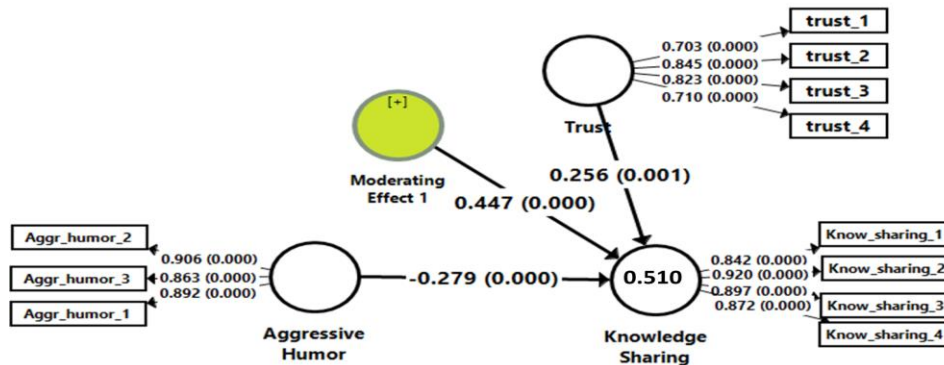 trust_1
0.703 (0.000)
trust_2
0.845 (0.000)
0.823 (0.000)
trust_3
0.710 (0.000)
trust_4
Trust
[+]
Moderating
Effect 1
0.256 (0.001)
0.447 (0.000)
Aggr_humor_2
0.906 (0.000)
Aggr_humor_3
0.863 (0.000)
0.892 (0.000)
Aggr_humor_1
Aggressive
Humor
-0.279 (0.000)
0.510
Knowledge
Sharing
Know_sharing_1
0.842 (0.000)
0.920 (0.000)
Know_sharing_2
0.897 (0.000)
0.872 (0.000)
Know_sharing_3
Know_sharing_4